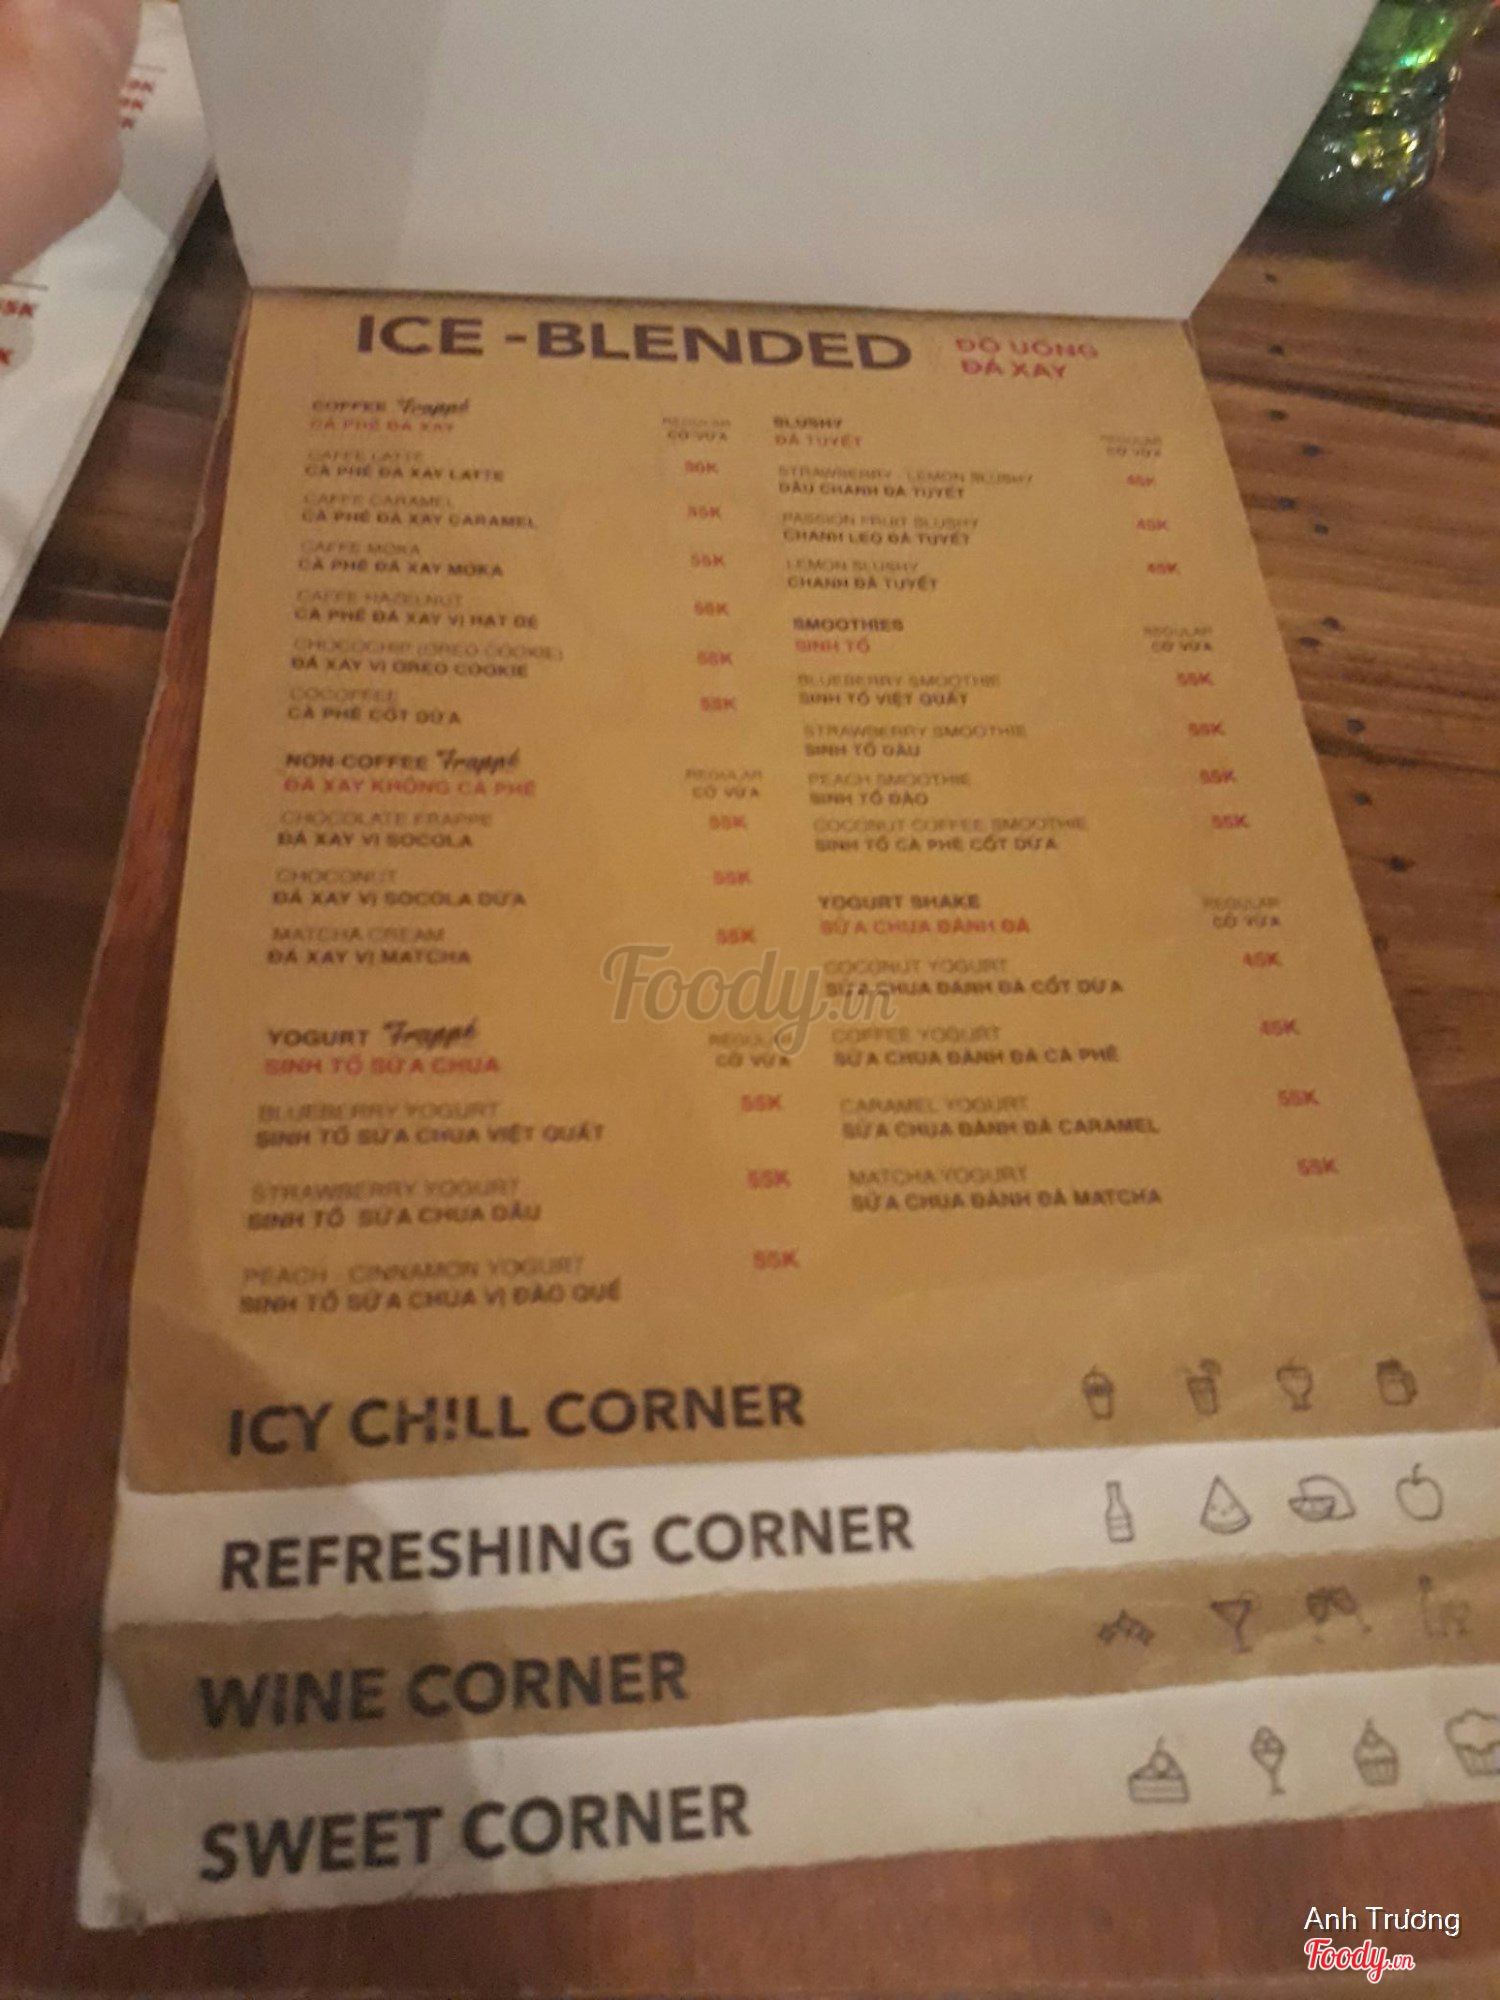 ICE - BLENDED
ĐỒ UỐNG
ĐÁ XAY
COFFEE Frappé
CÀ PHÊ ĐÁ XAY
REGULAR
CỠ VỪA
CAFFE LATTE
CÀ PHÊ ĐÁ XAY LATTE
CAFFE CARAMEL
55K
CÀ PHÊ ĐÁ XAY CARAMEL
CAFFE MOKA
55K
CÀ PHÊ ĐÁ XAY MOKA
CAFFE HAZELNUT
55K
CÀ PHÊ ĐÁ XAY VỊ HẠT DẺ
CHOCOCHIP (OREO COOKIE)
55K
ĐÁ XAY VỊ OREO COOKIE
COCOFFEE
55K
CÀ PHÊ CỐT DỪA
NON-COFFEE Frappé
ĐÁ XAY KHÔNG CÀ PHÊ
REGULAR
CỠ VỪA
CHOCOLATE FRAPPE
55K
ĐÁ XAY VỊ SOCOLA
CHOCONUT
55K
ĐÁ XAY VỊ SOCOLA DỪA
MATCHA CREAM
55K
ĐÁ XAY VỊ MATCHA
YOGURT Frappé
SINH TỐ SỮA CHUA
REGULAR
CỠ VỪA
BLUEBERRY YOGURT
55K
SINH TỐ SỮA CHUA VIỆT QUẤT
STRAWBERRY YOGURT
55K
SINH TỐ SỮA CHUA DÂU
PEACH - CINNAMON YOGURT
55K
SINH TỐ SỮA CHUA VỊ ĐÀO QUẾ
SLUSHY
ĐÁ TUYẾT
REGULAR
CỠ VỪA
STRAWBERRY - LEMON SLUSHY
45K
DÂU CHANH ĐÁ TUYẾT
PASSION FRUIT SLUSHY
45K
CHANH LEO ĐÁ TUYẾT
LEMON SLUSHY
45K
CHANH ĐÁ TUYẾT
SMOOTHIES
SINH TỐ
REGULAR
CỠ VỪA
BLUEBERRY SMOOTHIE
55K
SINH TỐ VIỆT QUẤT
STRAWBERRY SMOOTHIE
55K
SINH TỐ DÂU
PEACH SMOOTHIE
55K
SINH TỐ ĐÀO
COCONUT COFFEE SMOOTHIE
55K
SINH TỐ CÀ PHÊ CỐT DỪA
YOGURT SHAKE
SỮA CHUA ĐÁNH ĐÁ
REGULAR
CỠ VỪA
COCONUT YOGURT
45K
SỮA CHUA ĐÁNH ĐÁ CỐT DỪA
COFFEE YOGURT
45K
SỮA CHUA ĐÁNH ĐÁ CÀ PHÊ
CARAMEL YOGURT
55K
SỮA CHUA ĐÁNH ĐÁ CARAMEL
MATCHA YOGURT
55K
SỮA CHUA ĐÁNH ĐÁ MATCHA
Foody.vn
ICY CH!LL CORNER
REFRESHING CORNER
WINE CORNER
SWEET CORNER
Anh Trương
Foody.vn